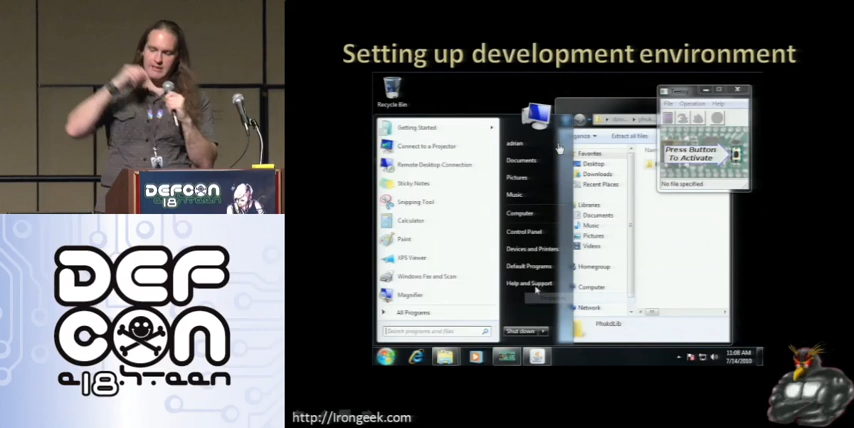 Setting up development environment
Recycle Bin
Getting Started
Connect to a Projector
Remote Desktop Connection
Sticky Notes
Snipping Tool
Calculator
Paint
XPS Viewer
Windows Fax and Scan
Magnifier
All Programs
Search programs and files
adrian
Documents
Pictures
Music
Computer
Control Panel
Devices and Printers
Default Programs
Help and Support
Shut down
Extract all files
Favorites
Desktop
Downloads
Recent Places
Libraries
Documents
Music
Pictures
Videos
Homegroup
Computer
Network
PhukdLib
File Operation Help
Press Button
To Activate
No file specified
11:08 AM
7/14/2010
DEFCON
18
DEF
CON
e18hteen
http://Irongeek.com